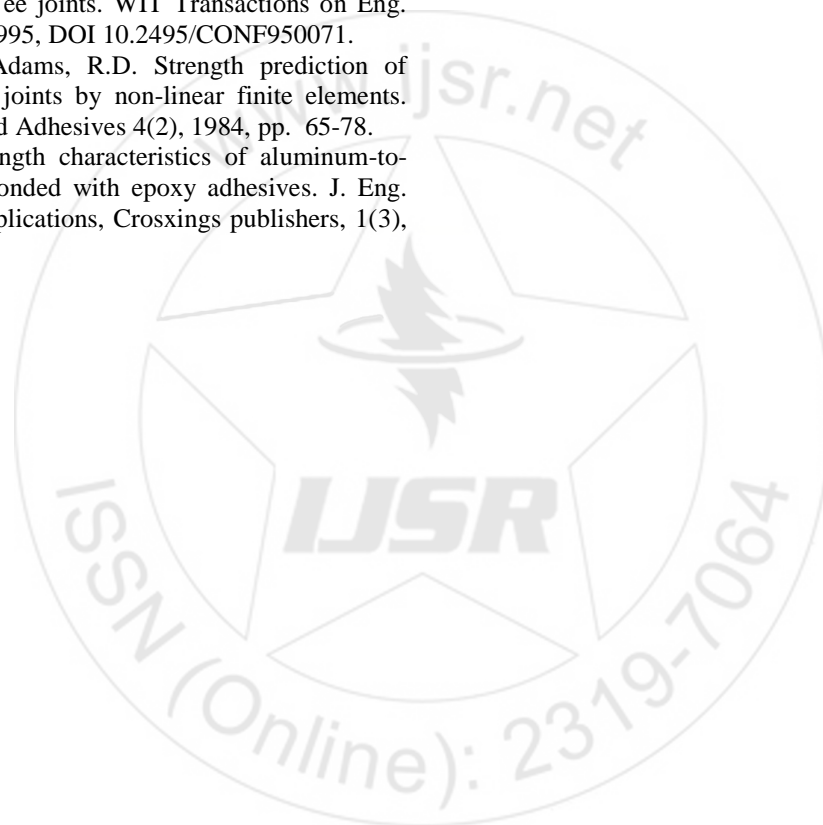 ee joints. WIT Transactions on Eng.
995, DOI 10.2495/CONF950071.
Adams, R.D. Strength prediction of
joints by non-linear finite elements.
d Adhesives 4(2), 1984, pp. 65-78.
ngth characteristics of aluminum-to-
onded with epoxy adhesives. J. Eng.
plications, Crosxings publishers, 1(3),
www.ijsr.net
IJSR
ISSN (Online): 2319-7064